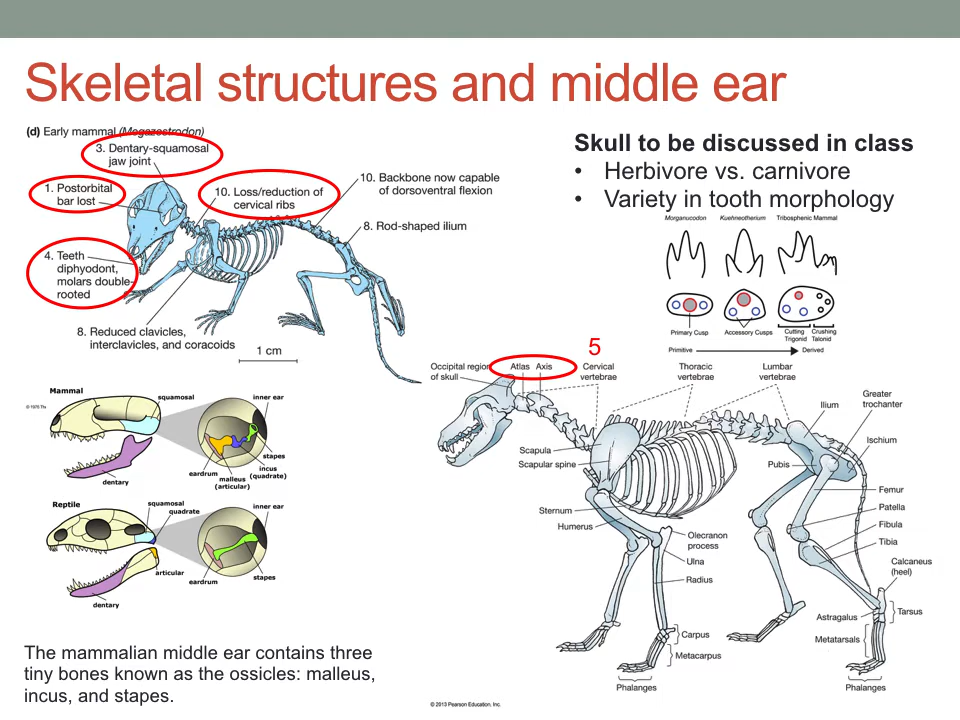 Skeletal structures and middle ear
(d) Early mammal (Megazostrodon)
3. Dentary-squamosal
jaw joint
1. Postorbital
bar lost
10. Loss/reduction of
cervical ribs
10. Backbone now capable
of dorsoventral flexion
8. Rod-shaped ilium
4. Teeth
diphyodont,
molars double-
rooted
8. Reduced clavicles,
interclavicles, and coracoids
1 cm
Skull to be discussed in class
• Herbivore vs. carnivore
• Variety in tooth morphology
Morganucodon Kuehneotherium Tribosphenic Mammal
Primary Cusp Accessory Cusps Cutting Trigonid Crushing Talonid
Primitive Derived
Mammal
squamosal
inner ear
dentary
eardrum
malleus
(articular)
incus
(quadrate)
stapes
Reptile
squamosal
quadrate
inner ear
articular
eardrum
stapes
dentary
5
Occipital region
of skull
Atlas Axis
Cervical
vertebrae
Thoracic
vertebrae
Lumbar
vertebrae
Ilium
Greater
trochanter
Ischium
Scapula
Scapular spine
Pubis
Femur
Patella
Fibula
Tibia
Sternum
Humerus
Olecranon
process
Ulna
Radius
Calcaneus
(heel)
Astragalus
Tarsus
Carpus
Metacarpus
Metatarsals
Phalanges
Phalanges
The mammalian middle ear contains three
tiny bones known as the ossicles: malleus,
incus, and stapes.
© 2013 Pearson Education, Inc.